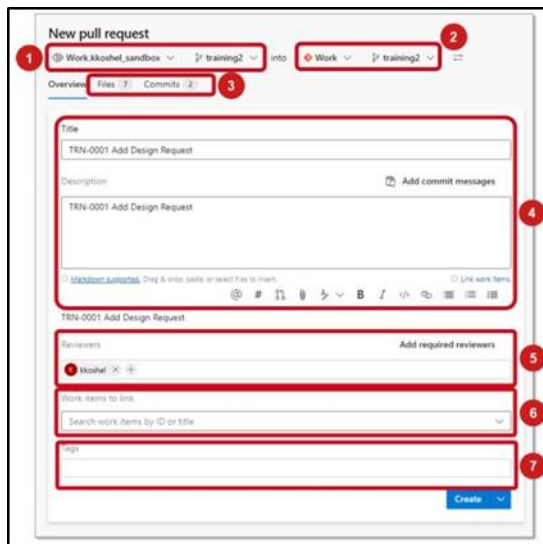 New pull request
1 Work.kkoshel_sandbox training2 into Work training2 2
Overview Files 7 Commits 2 3
Title
TRN-0001 Add Design Request
Description Add commit messages
TRN-0001 Add Design Request
4
Markdown supported. Drag & drop, paste, or select files to insert. Link work items.
@ # B I </>
TRN-0001 Add Design Request
Reviewers Add required reviewers
5
kkoshel
Work items to link
6
Search work items by ID or title
Tags
7
Create